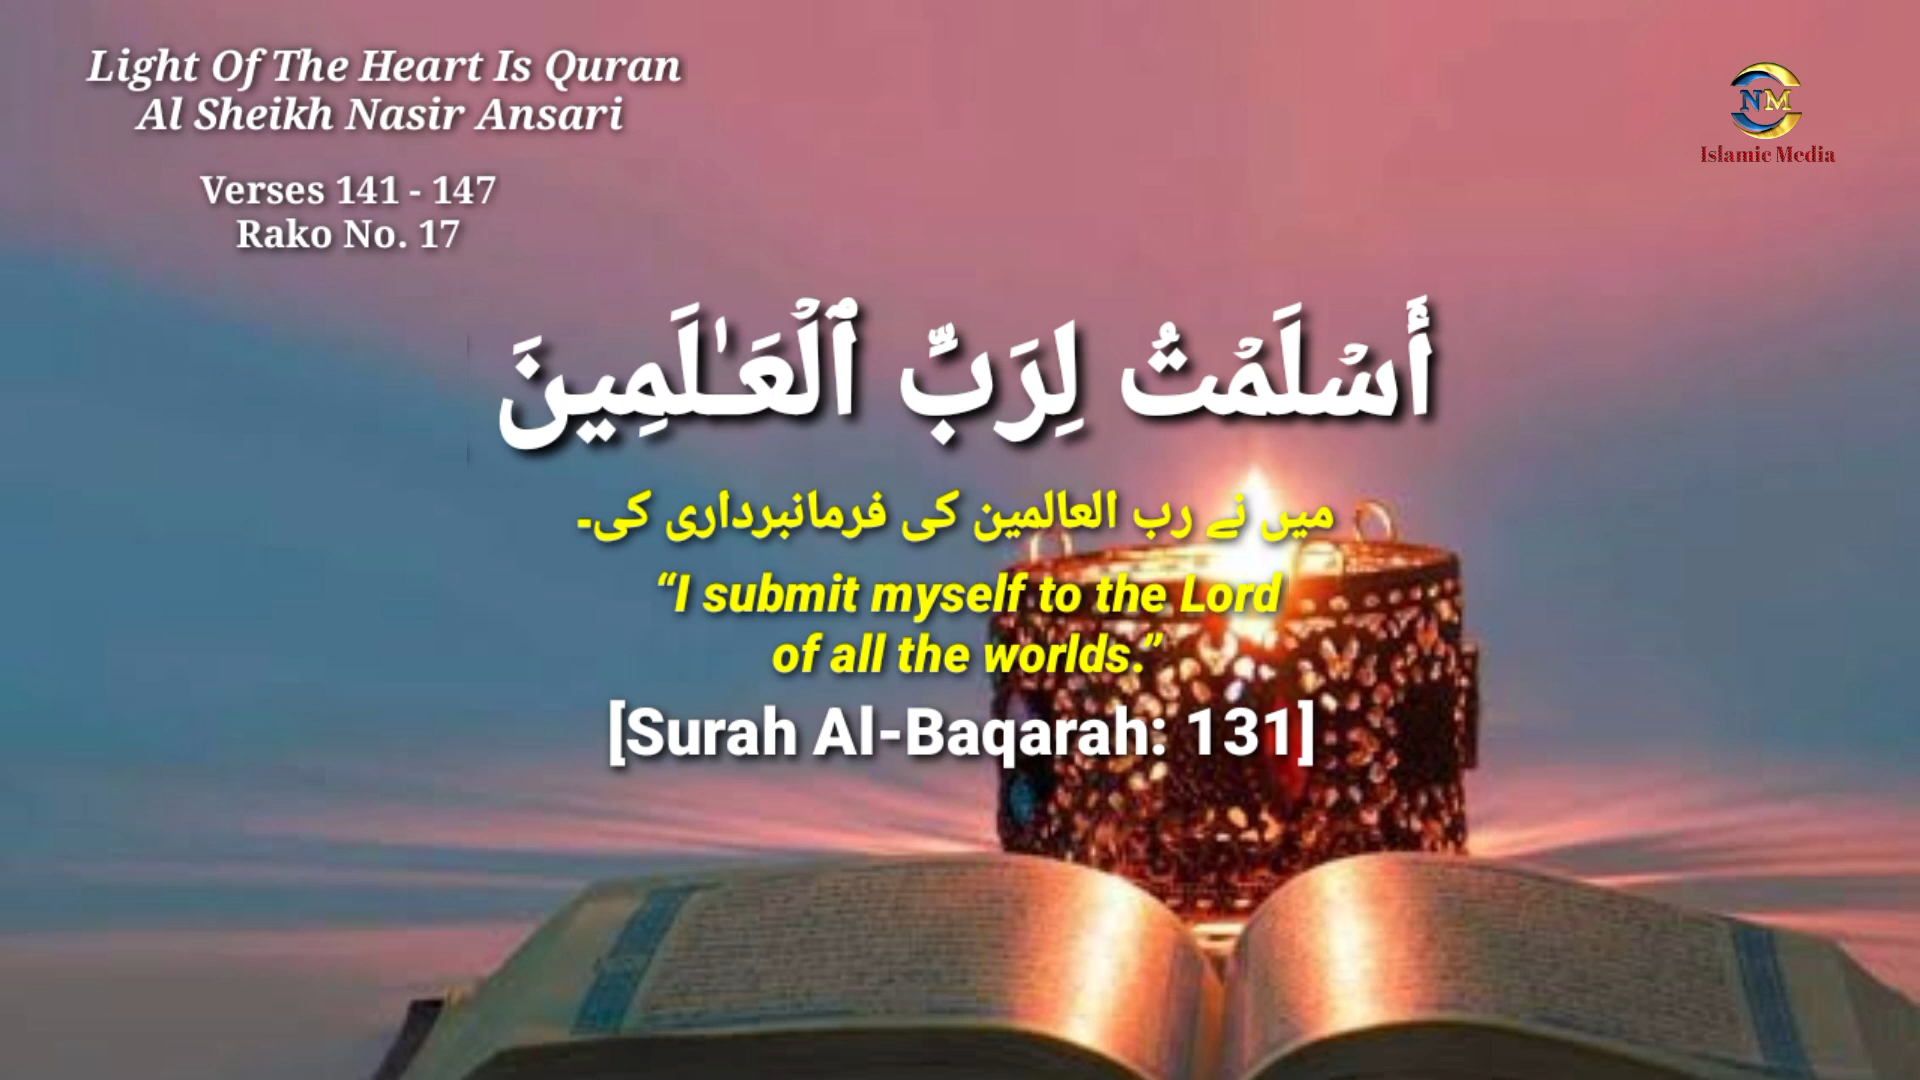 Light Of The Heart Is Quran
Al Sheikh Nasir Ansari
Verses 141 - 147
Rako No. 17
NM
Islamic Media
أَسْلَمْتُ لِرَبِّ ٱلْعَـٰلَمِينَ
میں نے رب العالمین کی فرمانبرداری کی۔
“I submit myself to the Lord
of all the worlds.”
[Surah Al-Baqarah: 131]